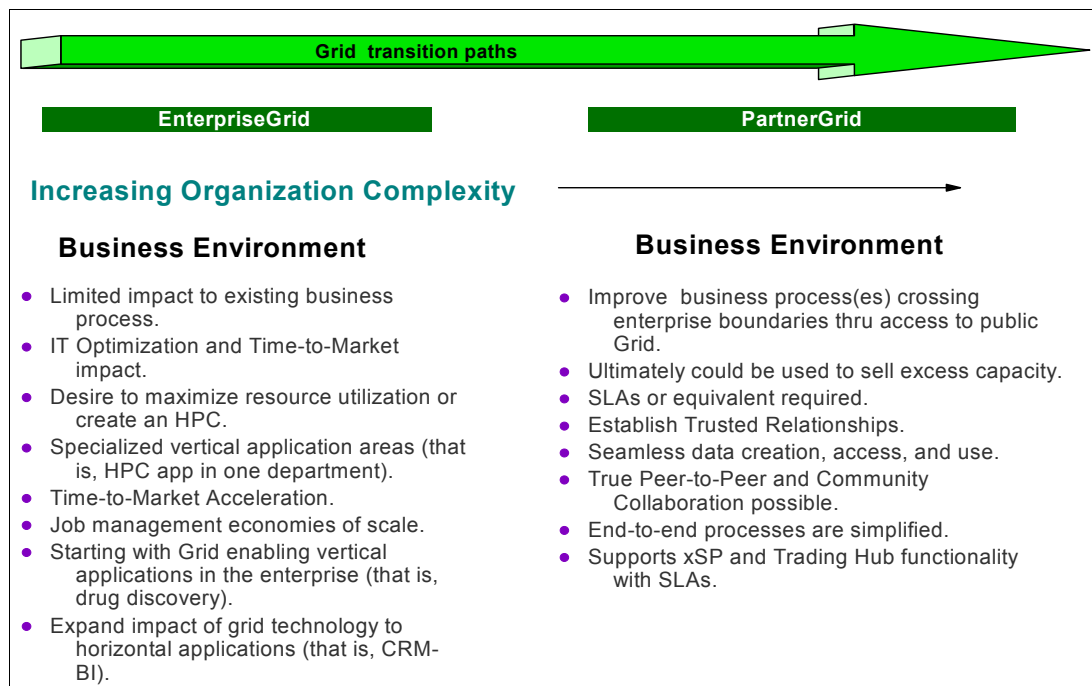 Grid transition paths
EnterpriseGrid
PartnerGrid
Increasing Organization Complexity
Business Environment
● Limited impact to existing business
process.
● IT Optimization and Time-to-Market
impact.
● Desire to maximize resource utilization or
create an HPC.
● Specialized vertical application areas (that
is, HPC app in one department).
● Time-to-Market Acceleration.
● Job management economies of scale.
● Starting with Grid enabling vertical
applications in the enterprise (that is,
drug discovery).
● Expand impact of grid technology to
horizontal applications (that is, CRM-
BI).
Business Environment
● Improve business process(es) crossing
enterprise boundaries thru access to public
Grid.
● Ultimately could be used to sell excess capacity.
● SLAs or equivalent required.
● Establish Trusted Relationships.
● Seamless data creation, access, and use.
● True Peer-to-Peer and Community
Collaboration possible.
● End-to-end processes are simplified.
● Supports xSP and Trading Hub functionality
with SLAs.